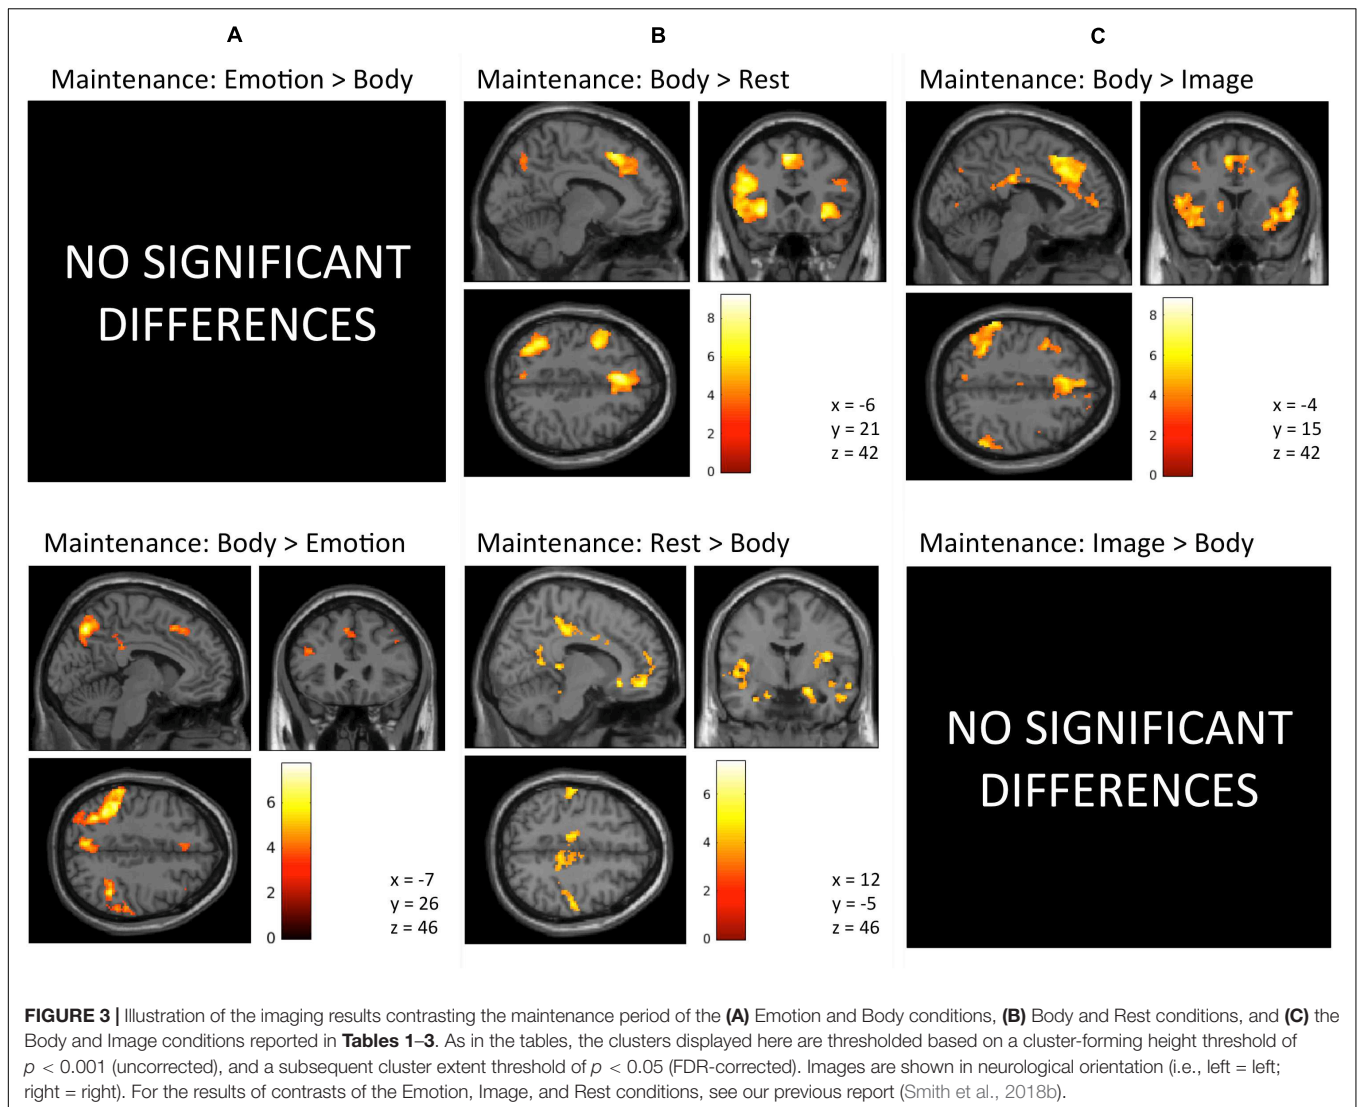 A
B
C
Maintenance: Emotion > Body
Maintenance: Body > Rest
Maintenance: Body > Image
NO SIGNIFICANT
DIFFERENCES
8
6
4
2
0
x = -6
y = 21
z = 42
8
6
4
2
0
x = -4
y = 15
z = 42
Maintenance: Body > Emotion
Maintenance: Rest > Body
Maintenance: Image > Body
6
4
2
0
x = -7
y = 26
z = 46
6
4
2
0
x = 12
y = -5
z = 46
NO SIGNIFICANT
DIFFERENCES
FIGURE 3 | Illustration of the imaging results contrasting the maintenance period of the (A) Emotion and Body conditions, (B) Body and Rest conditions, and (C) the
Body and Image conditions reported in Tables 1–3. As in the tables, the clusters displayed here are thresholded based on a cluster-forming height threshold of
p < 0.001 (uncorrected), and a subsequent cluster extent threshold of p < 0.05 (FDR-corrected). Images are shown in neurological orientation (i.e., left = left;
right = right). For the results of contrasts of the Emotion, Image, and Rest conditions, see our previous report (Smith et al., 2018b).